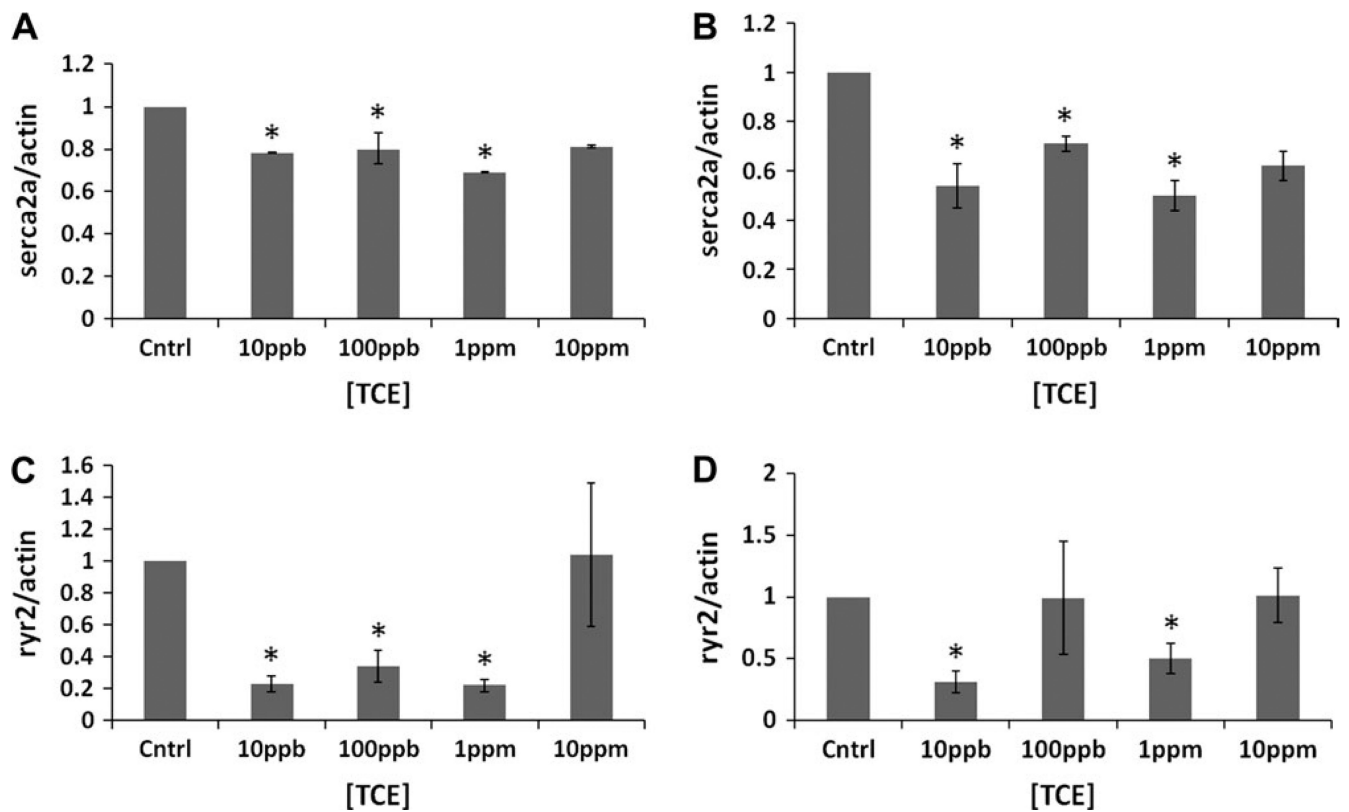 A
serca2a/actin
1.2
1
0.8
0.6
0.4
0.2
0
* * *
Cntrl 10ppb 100ppb 1ppm 10ppm
[TCE]
B
serca2a/actin
1.2
1
0.8
0.6
0.4
0.2
0
* * *
Cntrl 10ppb 100ppb 1ppm 10ppm
[TCE]
C
ryr2/actin
1.6
1.4
1.2
1
0.8
0.6
0.4
0.2
0
* * *
Cntrl 10ppb 100ppb 1ppm 10ppm
[TCE]
D
ryr2/actin
2
1.5
1
0.5
0
* *
Cntrl 10ppb 100ppb 1ppm 10ppm
[TCE]